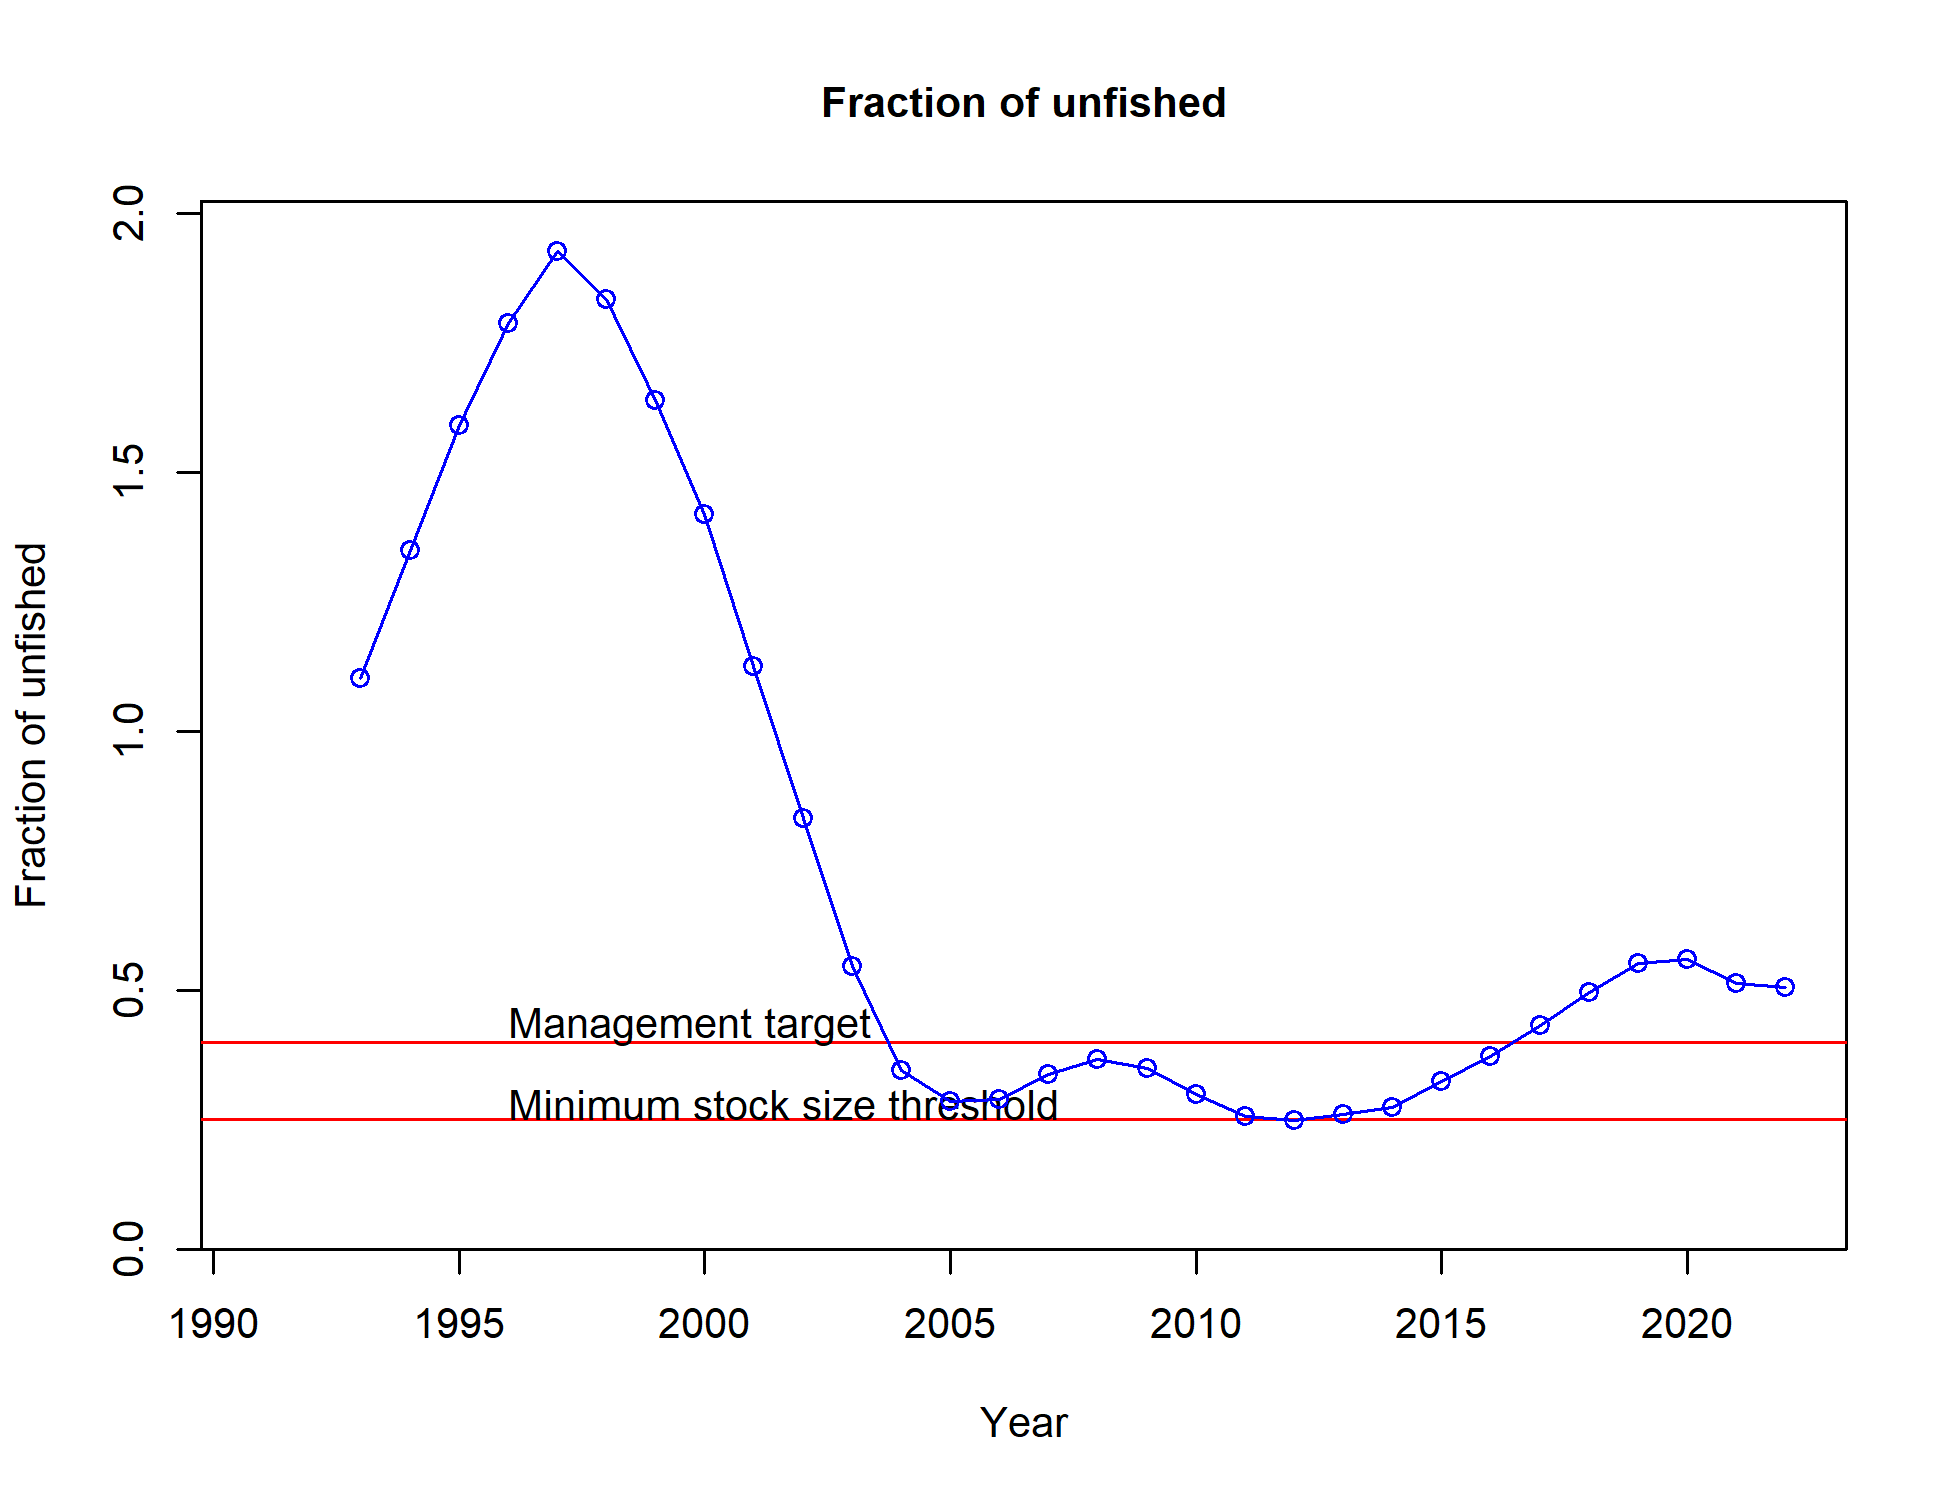 Fraction of unfished
Fraction of unfished
2.0
1.5
1.0
0.5
0.0
Management target
Minimum stock size threshold
1990 1995 2000 2005 2010 2015 2020
Year